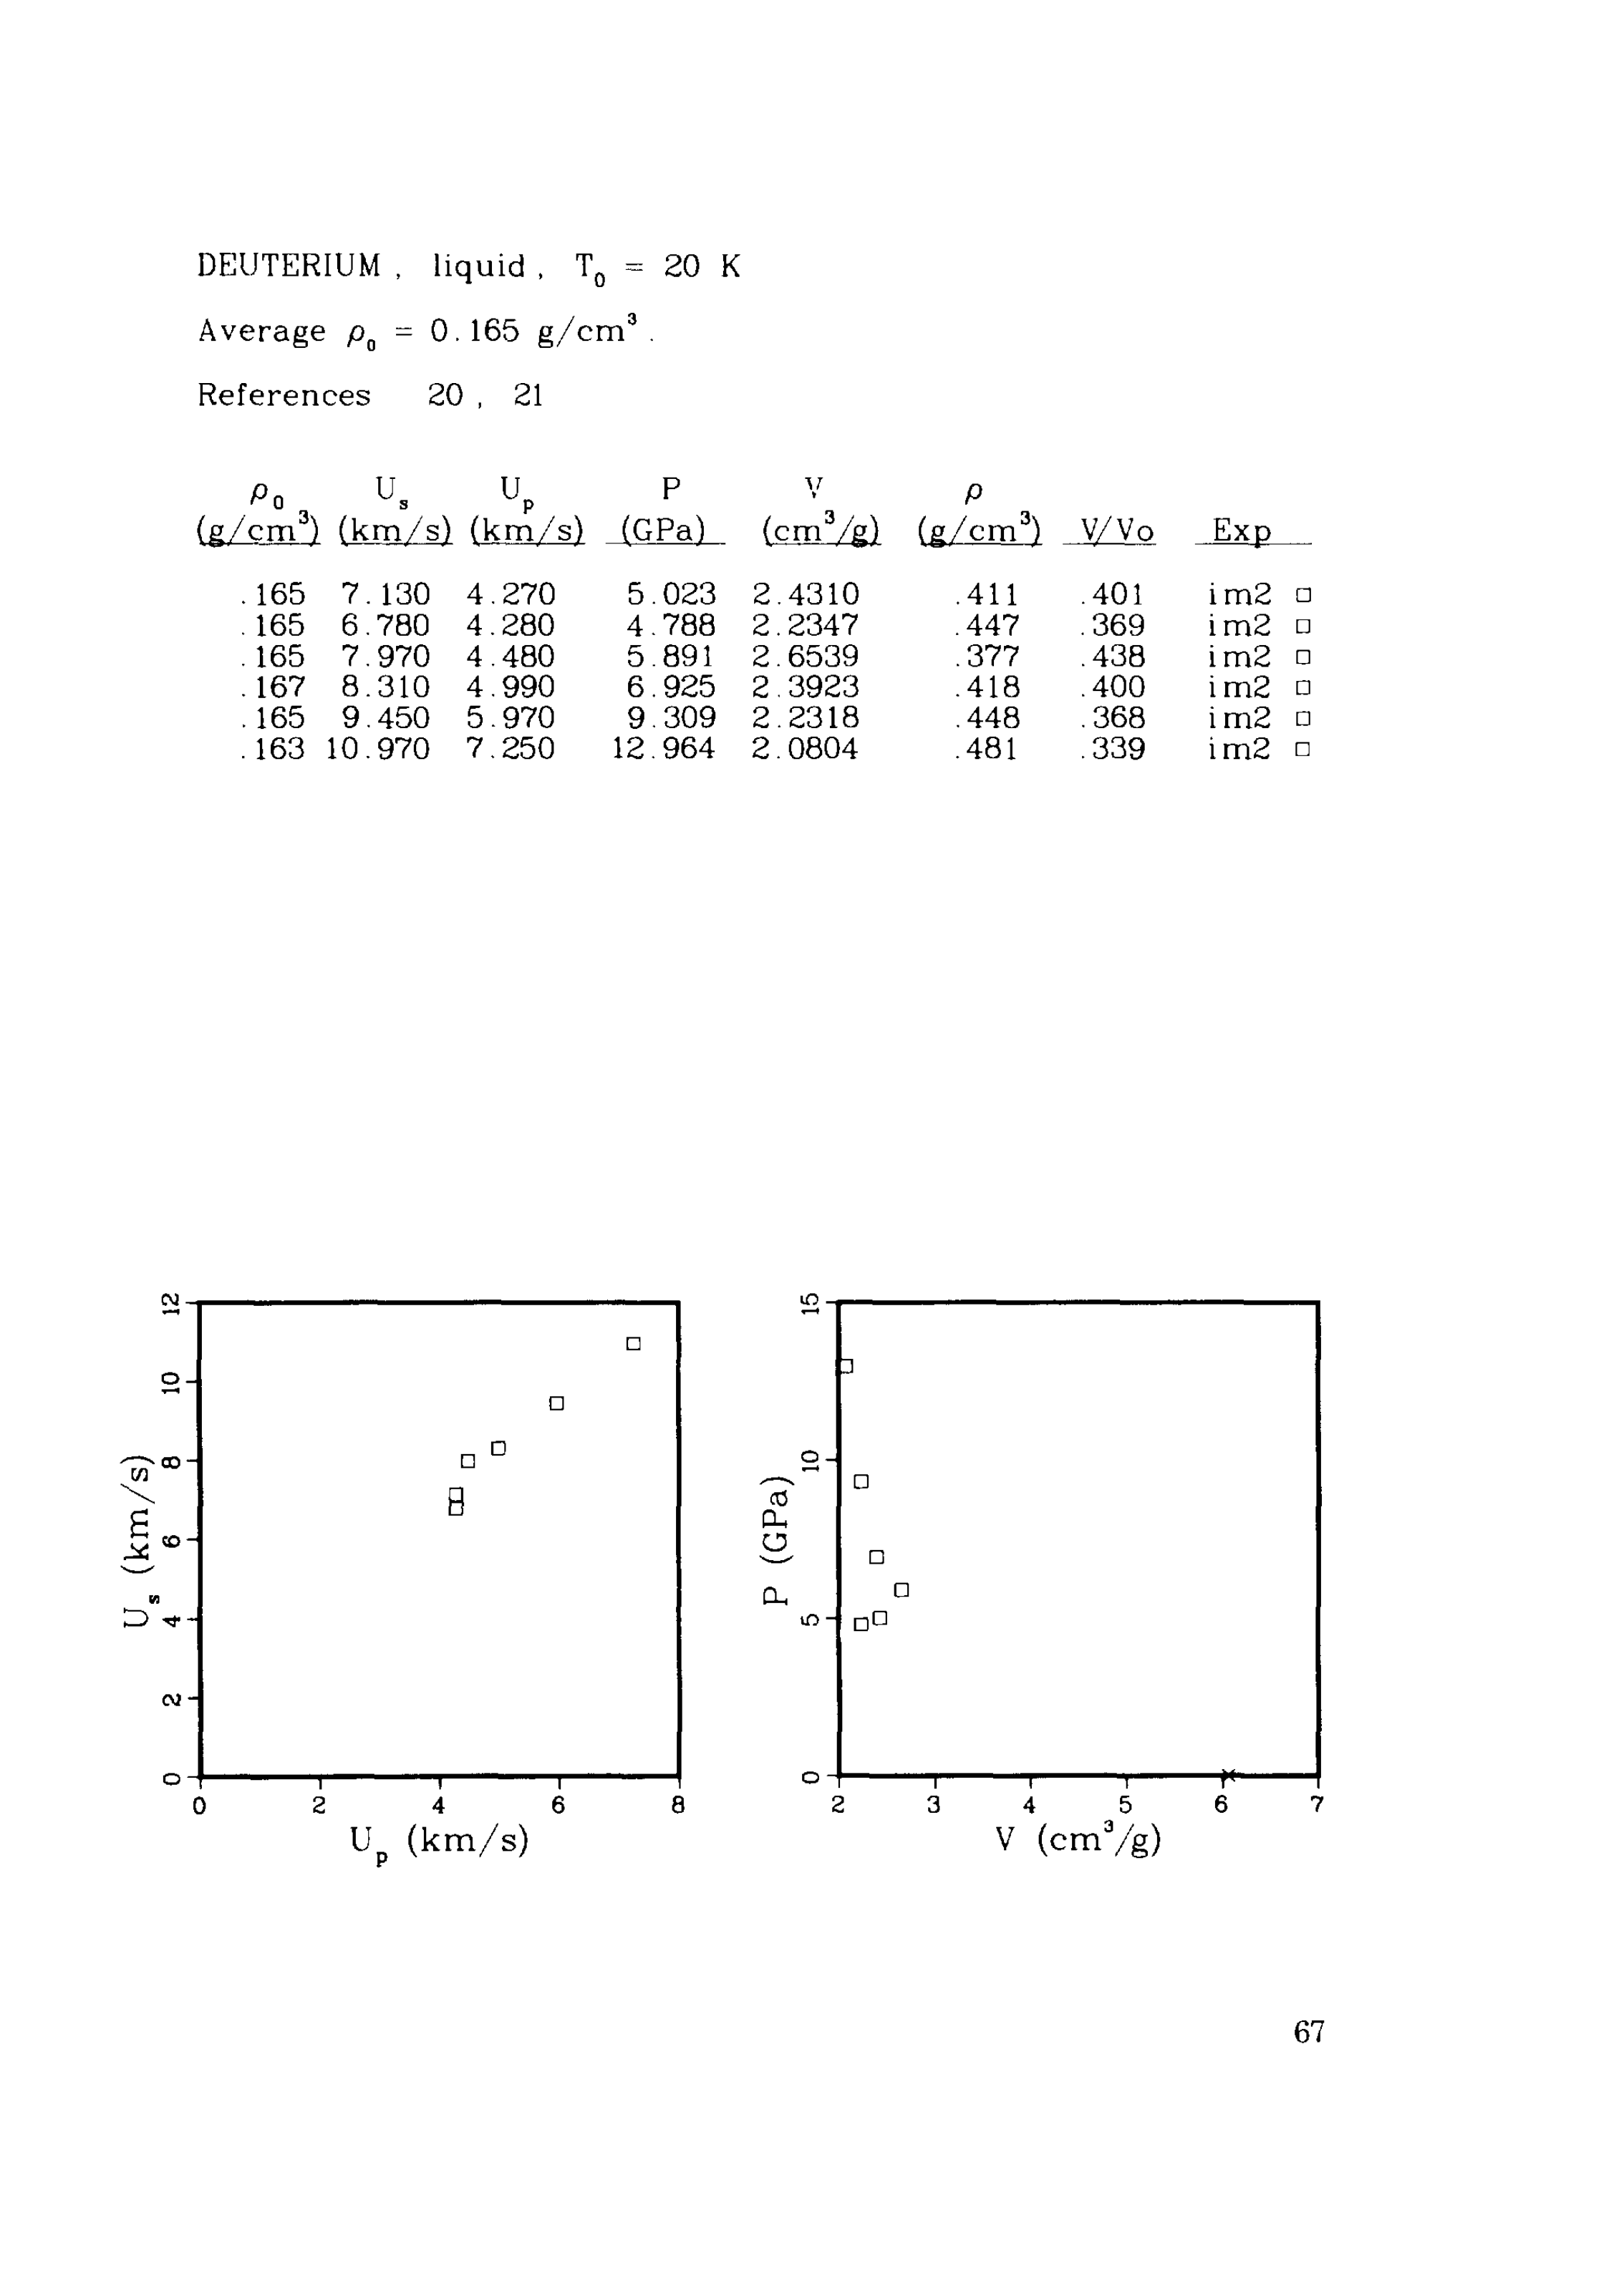 DEUTERIUM, liquid, T₀ = 20 K
Average ρ₀ = 0.165 g/cm³.
References 20, 21
ρ₀ Uₛ Uₚ P V ρ
(g/cm³) (km/s) (km/s) (GPa) (cm³/g) (g/cm³) V/Vo Exp
.165 7.130 4.270 5.023 2.4310 .411 .401 im2 □
.165 6.780 4.280 4.788 2.2347 .447 .369 im2 □
.165 7.970 4.480 5.891 2.6539 .377 .438 im2 □
.167 8.310 4.990 6.925 2.3923 .418 .400 im2 □
.165 9.450 5.970 9.309 2.2318 .448 .368 im2 □
.163 10.970 7.250 12.964 2.0804 .481 .339 im2 □
12
10
8
6
4
2
0
Uₛ (km/s)
0 2 4 6 8
Uₚ (km/s)
15
10
5
0
P (GPa)
2 3 4 5 6 7
V (cm³/g)
67